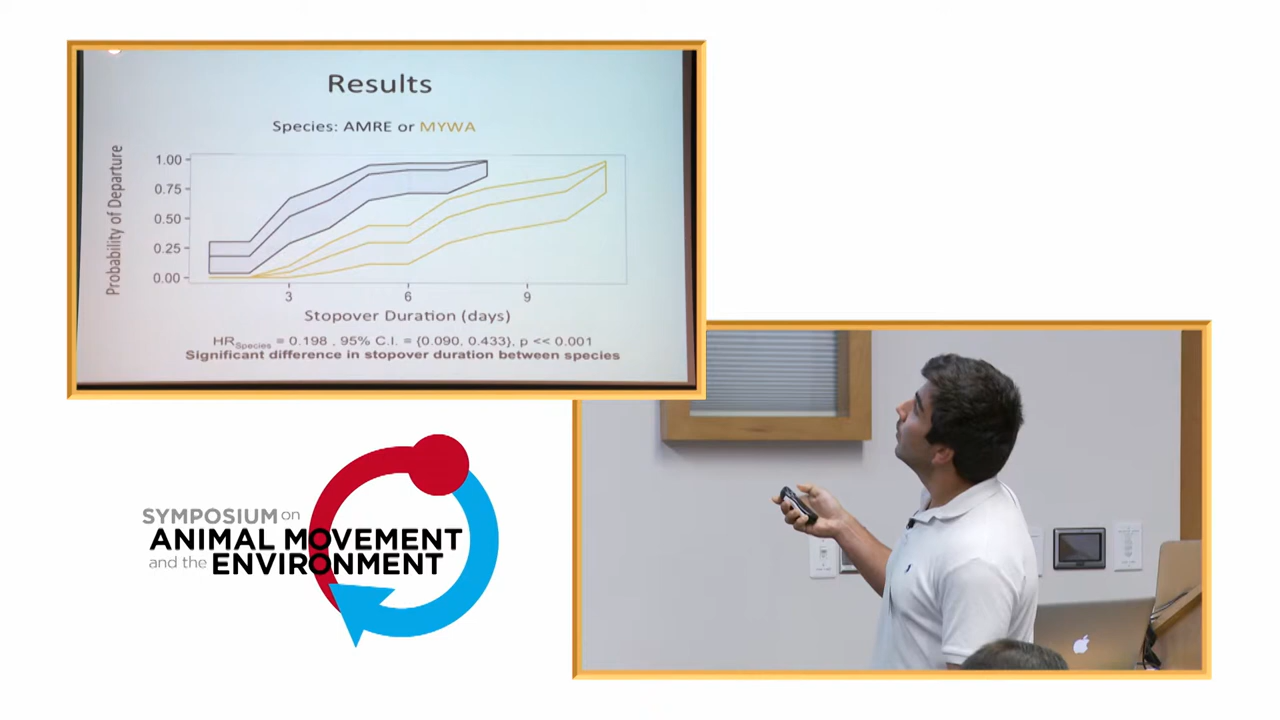 Results
Species: AMRE or MYWA
Probability of Departure
1.00
0.75
0.50
0.25
0.00
3 6 9
Stopover Duration (days)
HRSpecies = 0.198 , 95% C.I. = {0.090, 0.433}, p << 0.001
Significant difference in stopover duration between species
SYMPOSIUM on
ANIMAL MOVEMENT
and the ENVIRONMENT